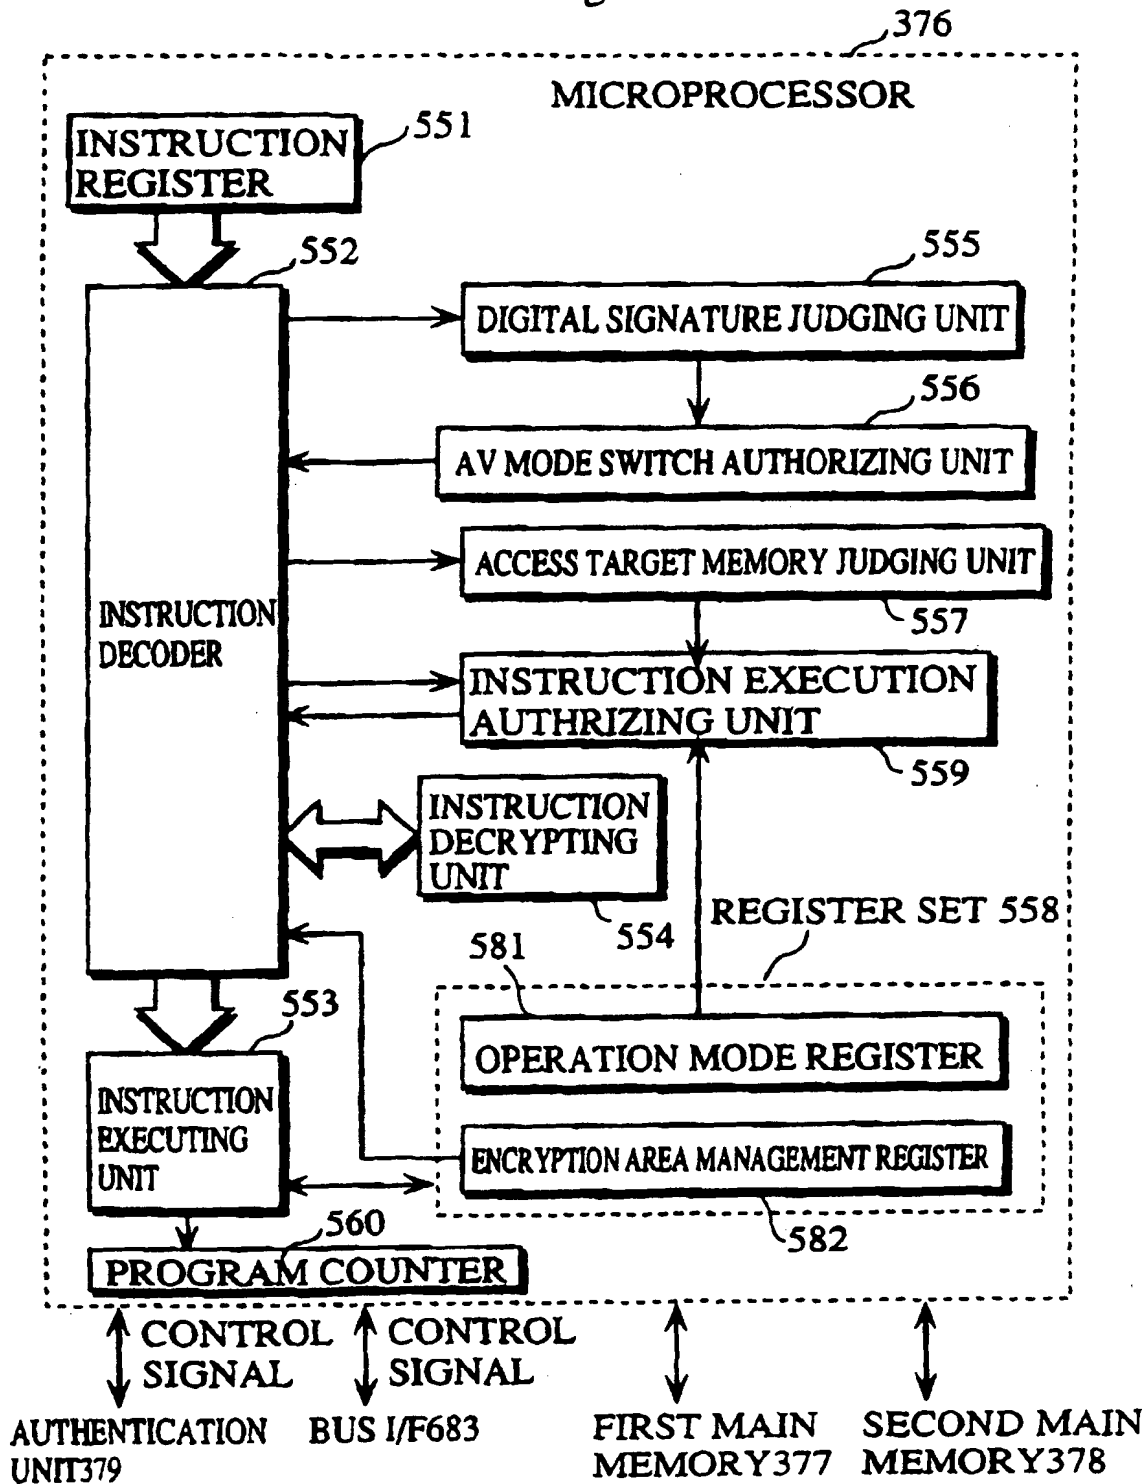 g
376
MICROPROCESSOR
INSTRUCTION
REGISTER
551
552
555
DIGITAL SIGNATURE JUDGING UNIT
556
AV MODE SWITCH AUTHORIZING UNIT
ACCESS TARGET MEMORY JUDGING UNIT
557
INSTRUCTION
DECODER
INSTRUCTION EXECUTION
AUTHRIZING UNIT
559
INSTRUCTION
DECRYPTING
UNIT
554
REGISTER SET 558
581
553
OPERATION MODE REGISTER
INSTRUCTION
EXECUTING
UNIT
ENCRYPTION AREA MANAGEMENT REGISTER
582
560
PROGRAM COUNTER
CONTROL
SIGNAL
CONTROL
SIGNAL
AUTHENTICATION
UNIT379
BUS I/F683
FIRST MAIN
MEMORY377
SECOND MAIN
MEMORY378